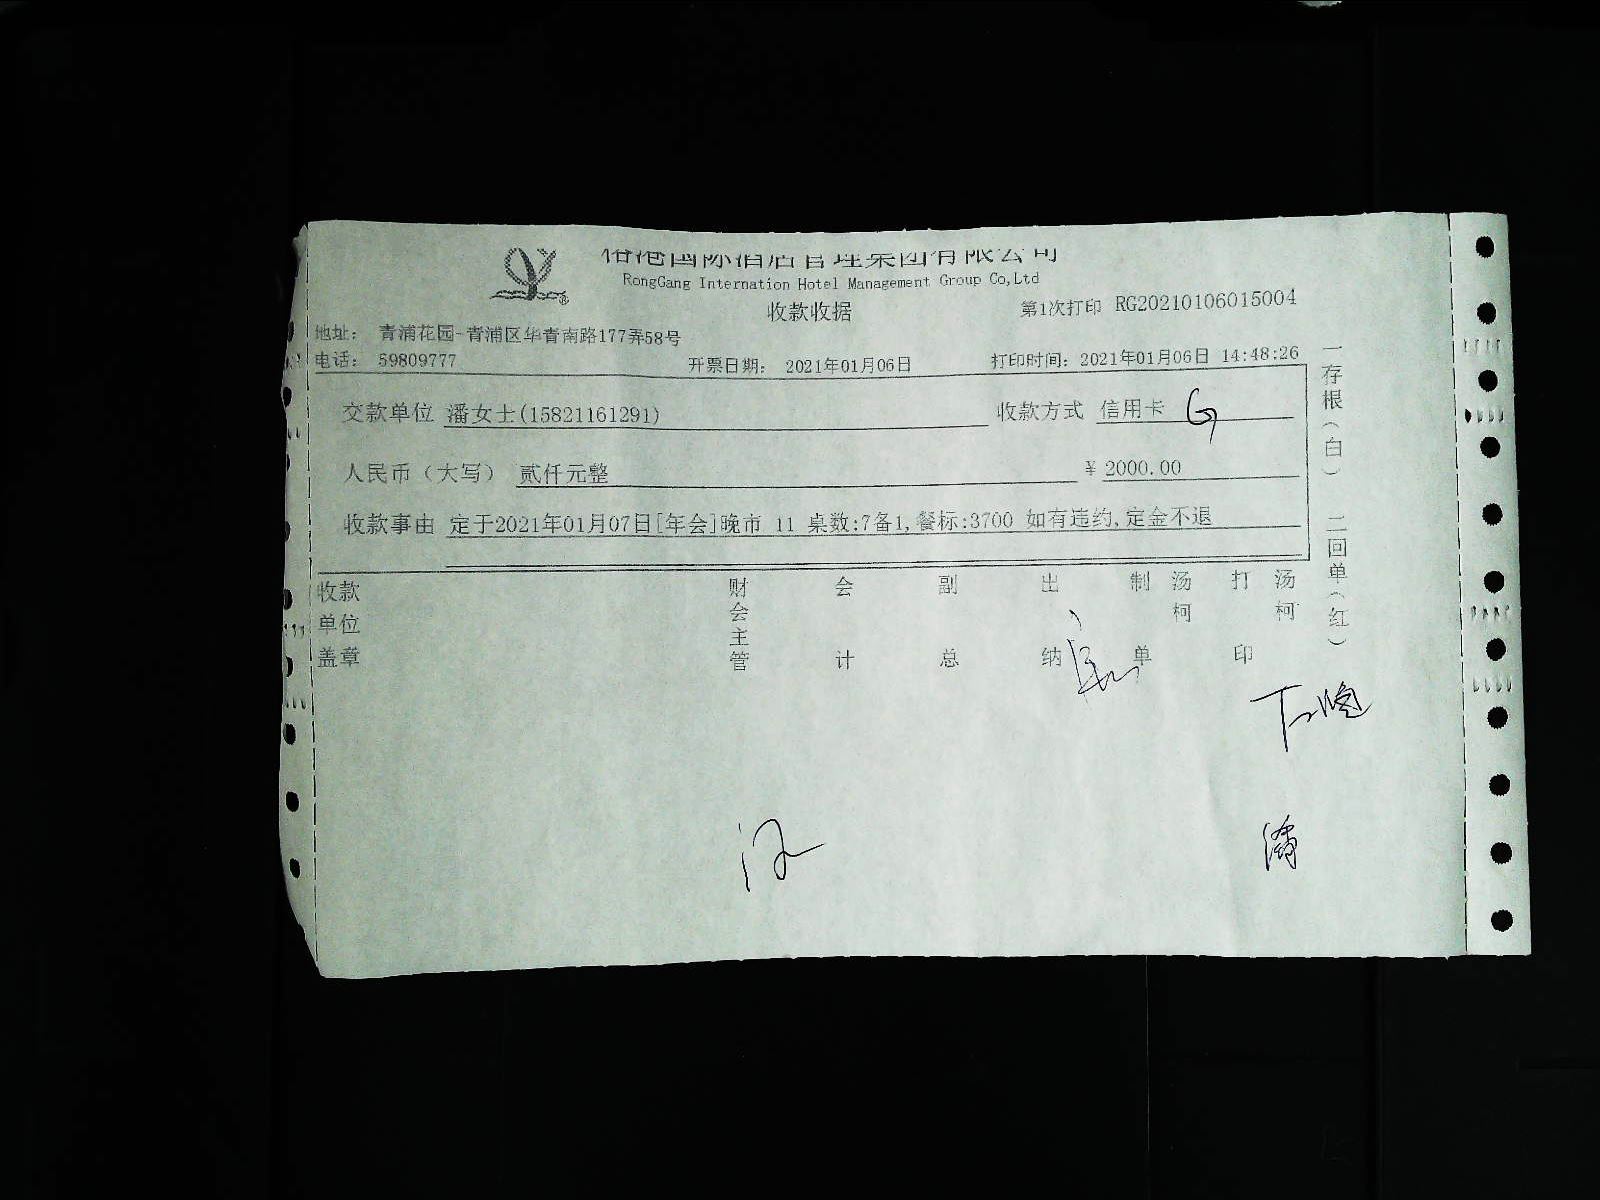 国际酒店管理集团有限公司
RongGang Internation Hotel Management Group Co,Ltd
收款收据
第1次打印 RG20210106015004
地址: 青浦花园-青浦区华青南路177弄58号
电话: 59809777 开票日期: 2021年01月06日 打印时间: 2021年01月06日 14:48:26
交款单位 潘女士(15821161291) 收款方式 信用卡 G
人民币（大写） 贰仟元整 ¥ 2000.00
收款事由 定于2021年01月07日[年会]晚市 11 桌数:7备1,餐标:3700 如有违约,定金不退
收款单位盖章 财会主管 会计 副总 出纳 制单 汤柯 打印 汤柯
一存根(白) 二回单(红)
潘